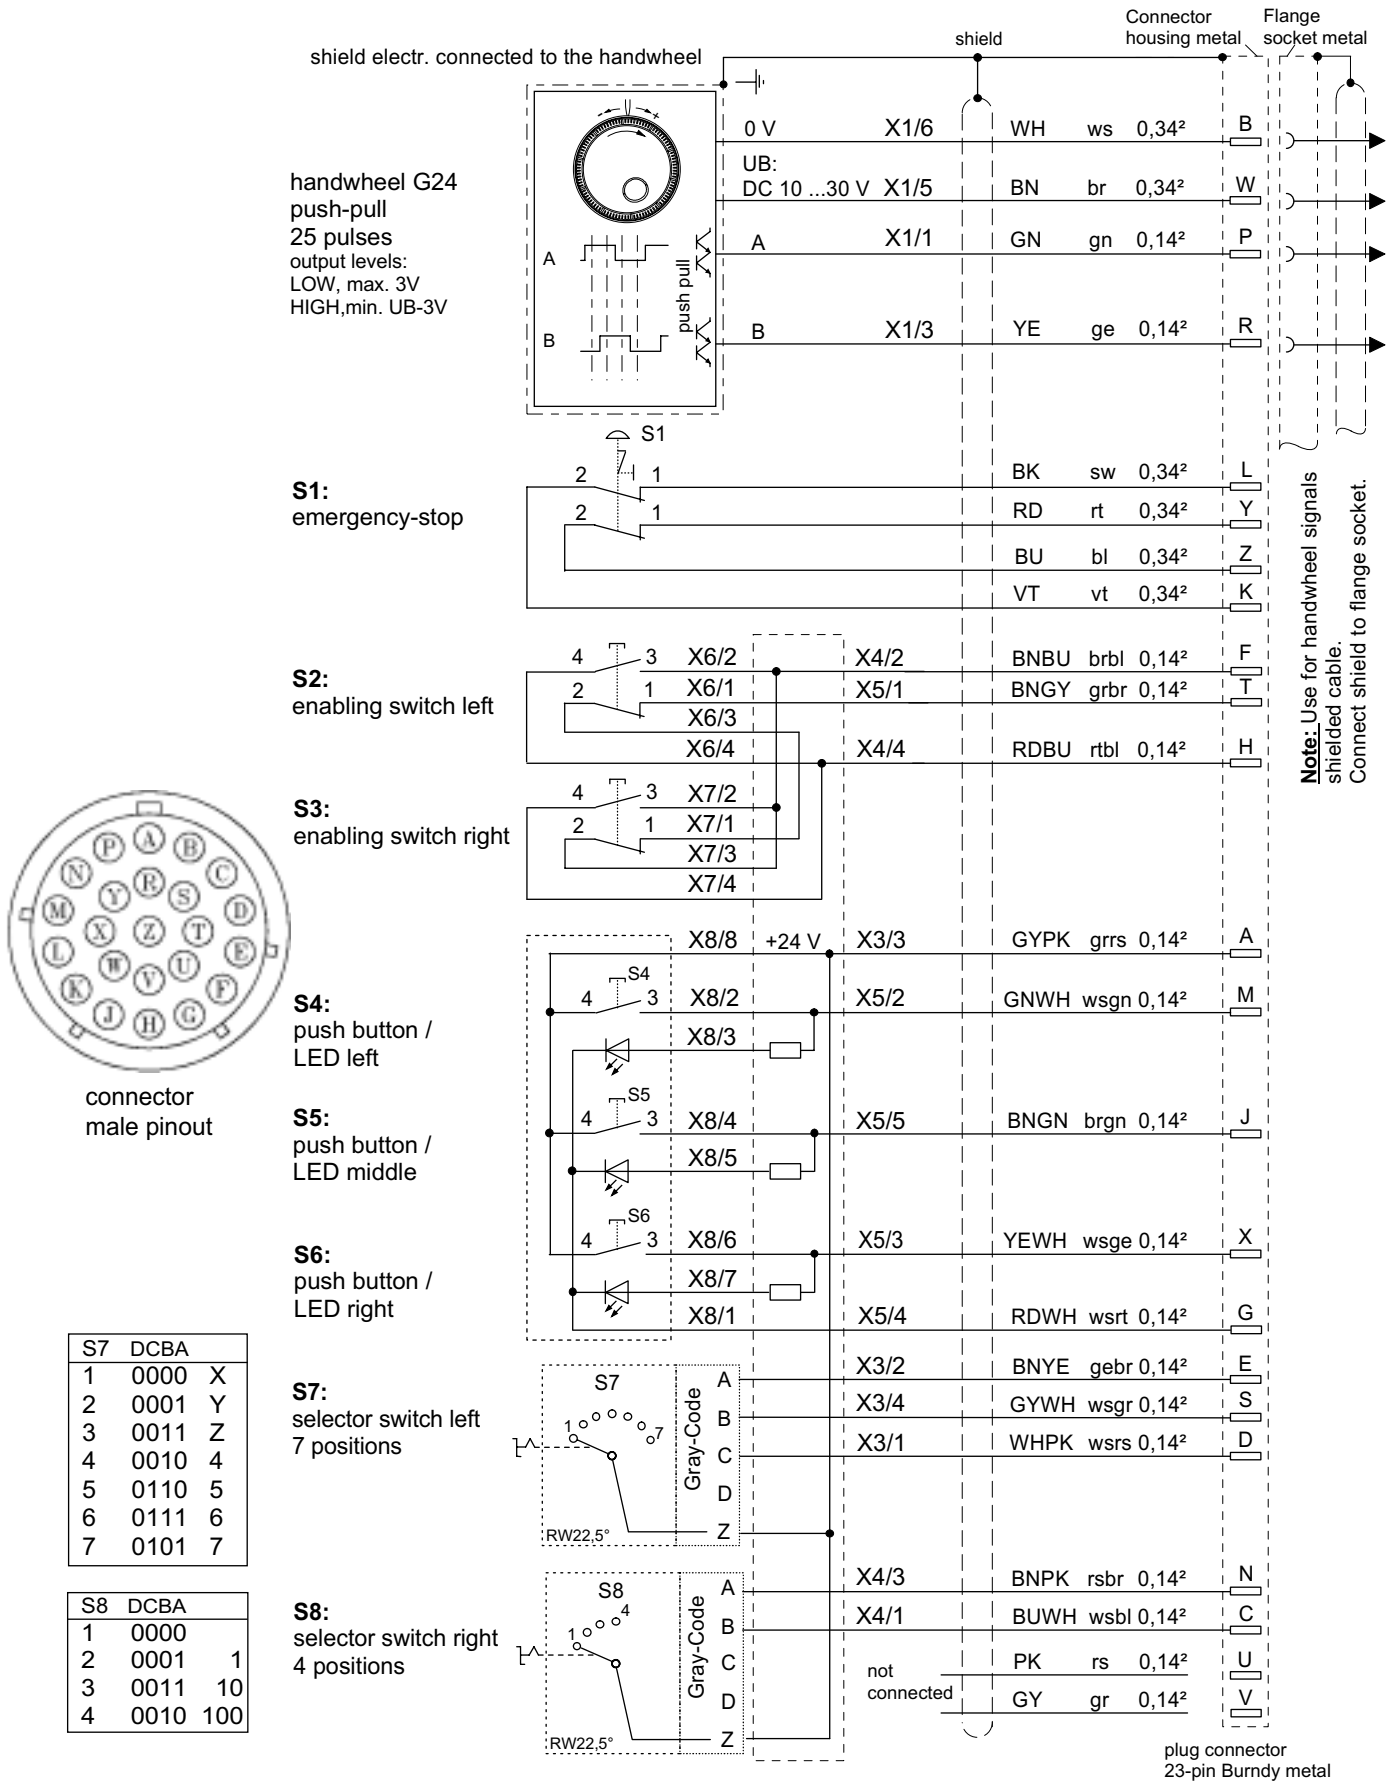 Connector
housing metal
Flange
socket metal
shield
shield electr. connected to the handwheel
handwheel G24
push-pull
25 pulses
output levels:
LOW, max. 3V
HIGH,min. UB-3V
- +
A
B
push pull
0 V X1/6 WH ws 0,34² B
UB:
DC 10 ...30 V X1/5 BN br 0,34² W
A X1/1 GN gn 0,14² P
B X1/3 YE ge 0,14² R
S1
S1:
emergency-stop
2 1 BK sw 0,34² L
2 1 RD rt 0,34² Y
BU bl 0,34² Z
VT vt 0,34² K
Note: Use for handwheel signals
shielded cable.
Connect shield to flange socket.
S2:
enabling switch left
4 3 X6/2 X4/2 BNBU brbl 0,14² F
2 1 X6/1 X5/1 BNGY grbr 0,14² T
X6/3
X6/4 X4/4 RDBU rtbl 0,14² H
S3:
enabling switch right
4 3 X7/2
2 1 X7/1
X7/3
X7/4
P A B
N R C
Y S
M D
X Z T
L E
W V U
K F
J H G
connector
male pinout
X8/8 +24 V X3/3 GYPK grrs 0,14² A
S4:
push button /
LED left
S4
4 3 X8/2 X5/2 GNWH wsgn 0,14² M
X8/3
S5:
push button /
LED middle
S5
4 3 X8/4 X5/5 BNGN brgn 0,14² J
X8/5
S6:
push button /
LED right
S6
4 3 X8/6 X5/3 YEWH wsge 0,14² X
X8/7
X8/1 X5/4 RDWH wsrt 0,14² G
S7 DCBA
1 0000 X
2 0001 Y
3 0011 Z
4 0010 4
5 0110 5
6 0111 6
7 0101 7
S7:
selector switch left
7 positions
S7
1 7
RW22,5°
Gray-Code
A X3/2 BNYE gebr 0,14² E
B X3/4 GYWH wsgr 0,14² S
C X3/1 WHPK wsrs 0,14² D
D
Z
S8 DCBA
1 0000
2 0001 1
3 0011 10
4 0010 100
S8:
selector switch right
4 positions
S8
1 4
RW22,5°
Gray-Code
A X4/3 BNPK rsbr 0,14² N
B X4/1 BUWH wsbl 0,14² C
C
D
Z
not
connected
PK rs 0,14² U
GY gr 0,14² V
plug connector
23-pin Burndy metal